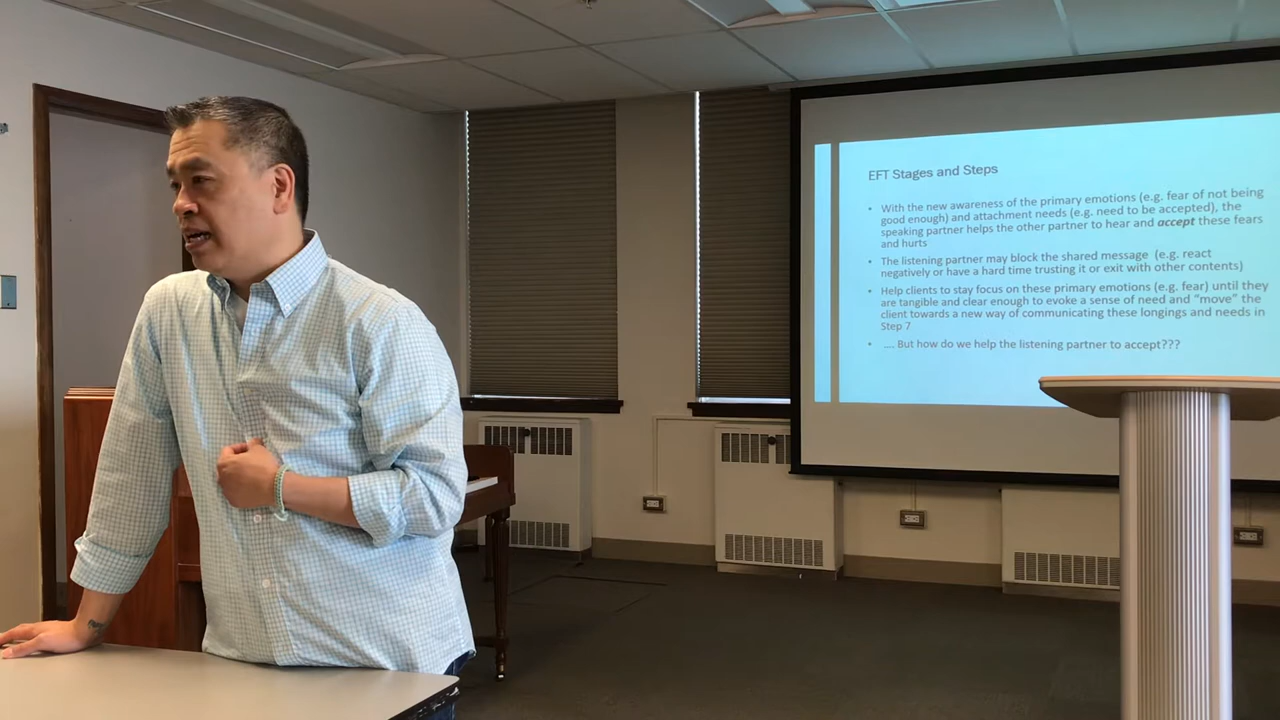 EFT Stages and Steps
• With the new awareness of the primary emotions (e.g. fear of not being
good enough) and attachment needs (e.g. need to be accepted), the
speaking partner helps the other partner to hear and accept these fears
and hurts
• The listening partner may block the shared message (e.g. react
negatively or have a hard time trusting it or exit with other contents)
• Help clients to stay focus on these primary emotions (e.g. fear) until they
are tangible and clear enough to evoke a sense of need and "move" the
client towards a new way of communicating these longings and needs in
Step 7
• .... But how do we help the listening partner to accept???